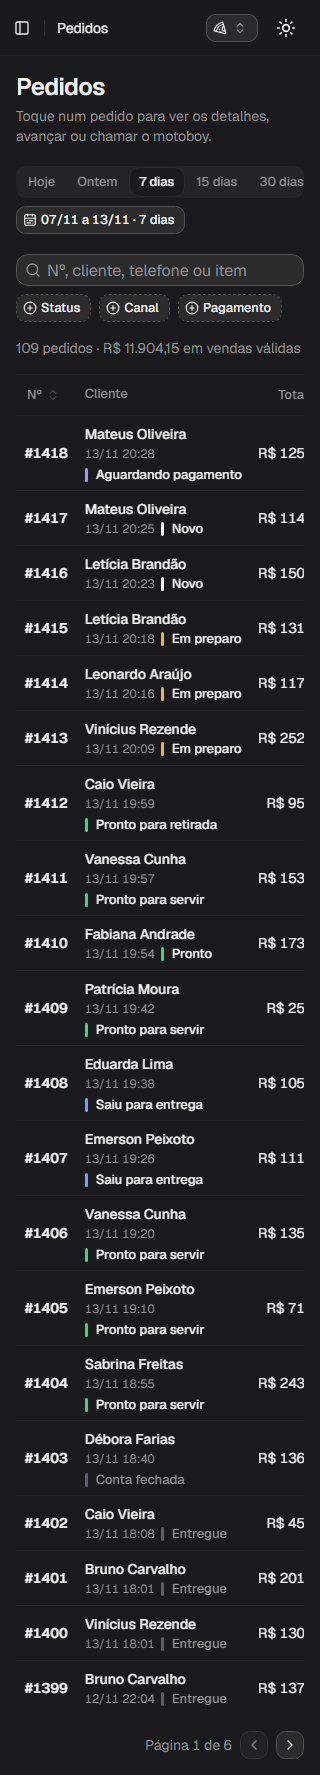 Pedidos
Pedidos
Toque num pedido para ver os detalhes,
avançar ou chamar o motoboy.
Hoje Ontem 7 dias 15 dias 30 dias
07/11 a 13/11 · 7 dias
Nº, cliente, telefone ou item
Status Canal Pagamento
109 pedidos · R$ 11.904,15 em vendas válidas
Nº Cliente Tota
Mateus Oliveira
#1418 13/11 20:28 R$ 125
Aguardando pagamento
Mateus Oliveira
#1417 13/11 20:25 Novo R$ 114
Letícia Brandão
#1416 13/11 20:23 Novo R$ 150
Letícia Brandão
#1415 13/11 20:18 Em preparo R$ 131
Leonardo Araújo
#1414 13/11 20:16 Em preparo R$ 117
Vinícius Rezende
#1413 13/11 20:09 Em preparo R$ 252
Caio Vieira
#1412 13/11 19:59 R$ 95
Pronto para retirada
Vanessa Cunha
#1411 13/11 19:57 R$ 153
Pronto para servir
Fabiana Andrade
#1410 13/11 19:54 Pronto R$ 173
Patrícia Moura
#1409 13/11 19:42 R$ 25
Pronto para servir
Eduarda Lima
#1408 13/11 19:38 R$ 105
Saiu para entrega
Emerson Peixoto
#1407 13/11 19:26 R$ 111
Saiu para entrega
Vanessa Cunha
#1406 13/11 19:20 R$ 135
Pronto para servir
Emerson Peixoto
#1405 13/11 19:10 R$ 71
Pronto para servir
Sabrina Freitas
#1404 13/11 18:55 R$ 243
Pronto para servir
Débora Farias
#1403 13/11 18:40 R$ 136
Conta fechada
Caio Vieira
#1402 13/11 18:08 Entregue R$ 45
Bruno Carvalho
#1401 13/11 18:01 Entregue R$ 201
Vinícius Rezende
#1400 13/11 18:01 Entregue R$ 130
Bruno Carvalho
#1399 12/11 22:04 Entregue R$ 137
Página 1 de 6